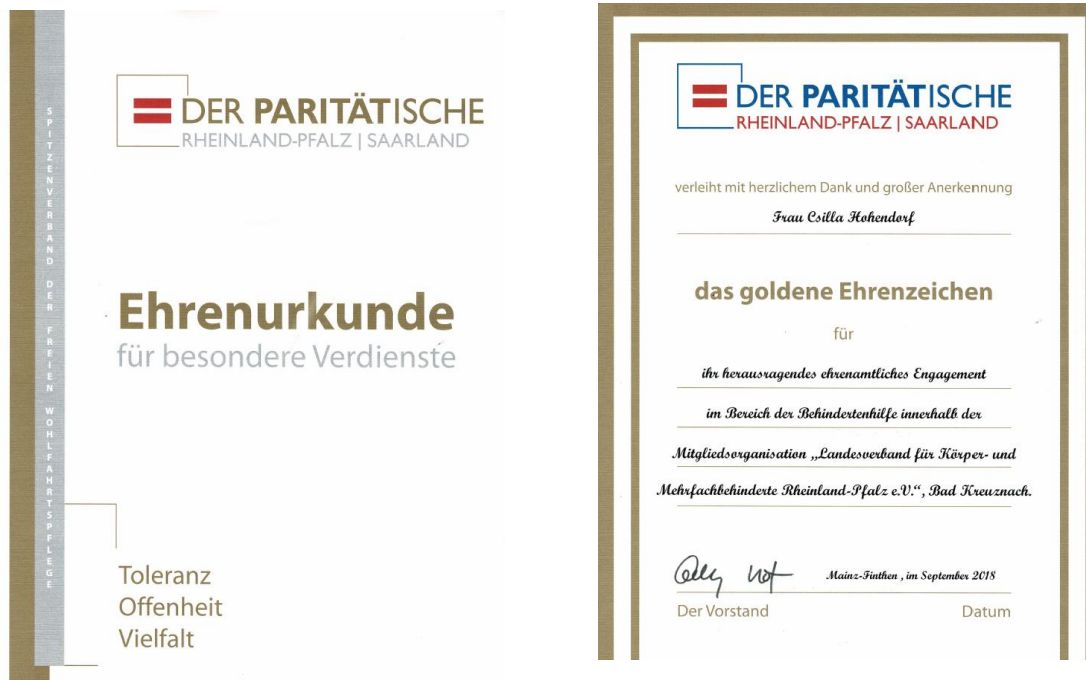 SPITZENVERBAND DER FREIEN WOHLFAHRTSPFLEGE
DER PARITÄTISCHE
RHEINLAND-PFALZ | SAARLAND
Ehrenurkunde
für besondere Verdienste
Toleranz
Offenheit
Vielfalt
DER PARITÄTISCHE
RHEINLAND-PFALZ | SAARLAND
verleiht mit herzlichem Dank und großer Anerkennung
Frau Csilla Hohendorf
das goldene Ehrenzeichen
für
ihr herausragendes ehrenamtliches Engagement
im Bereich der Behindertenhilfe innerhalb der
Mitgliedsorganisation „Landesverband für Körper- und
Mehrfachbehinderte Rheinland-Pfalz e.V.“, Bad Kreuznach.
Mainz-Finthen , im September 2018
Der Vorstand Datum